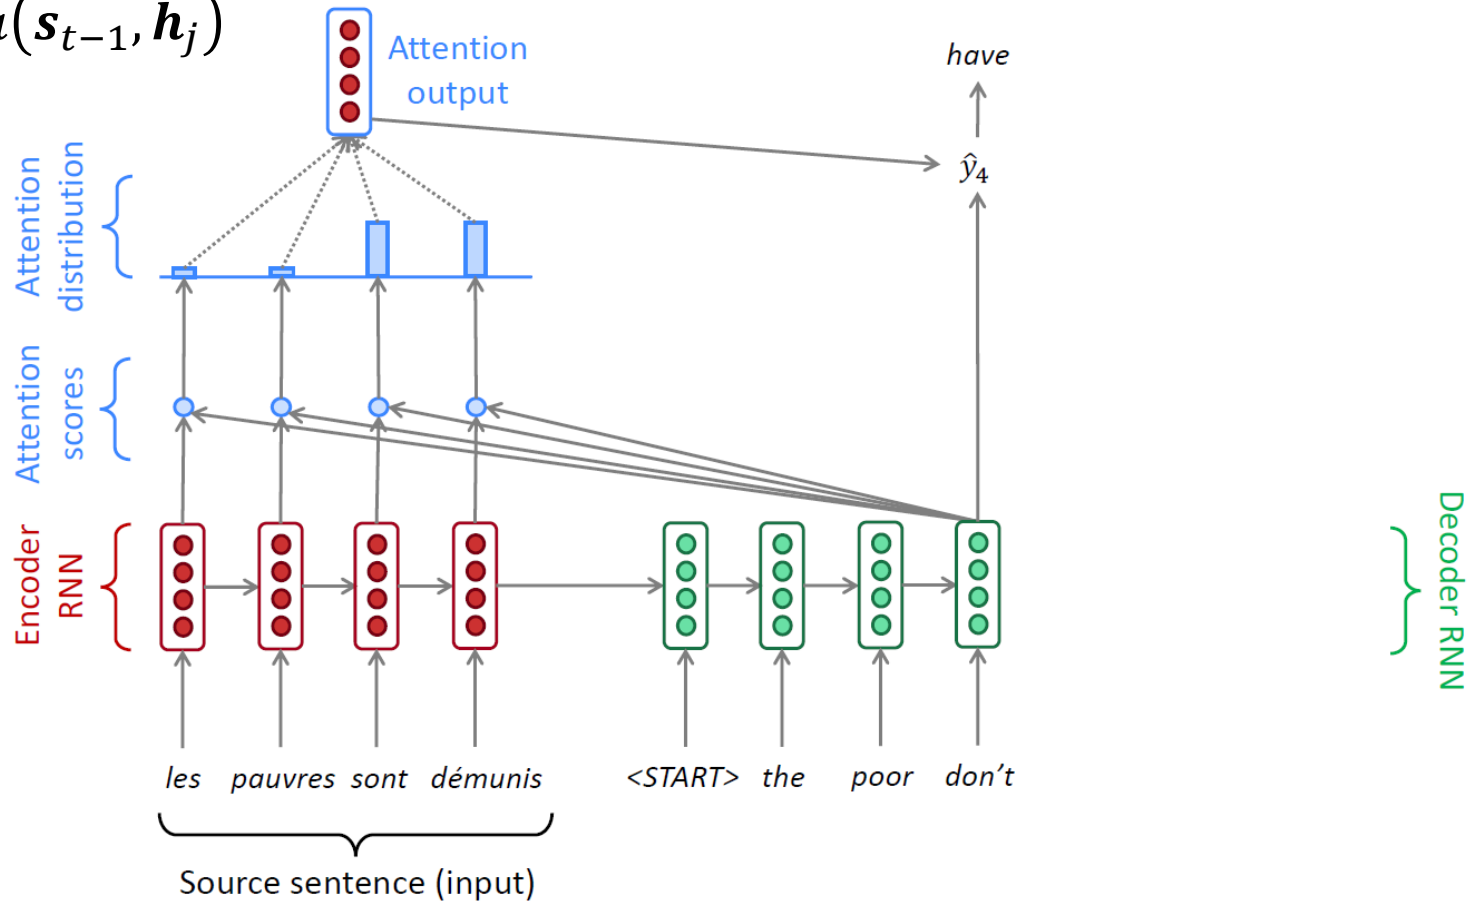 (s_{t−1}, h_j)
Attention
output
have
ŷ_4
Attention
distribution
Attention
scores
Encoder
RNN
Decoder RNN
les pauvres sont démunis
<START> the poor don't
Source sentence (input)